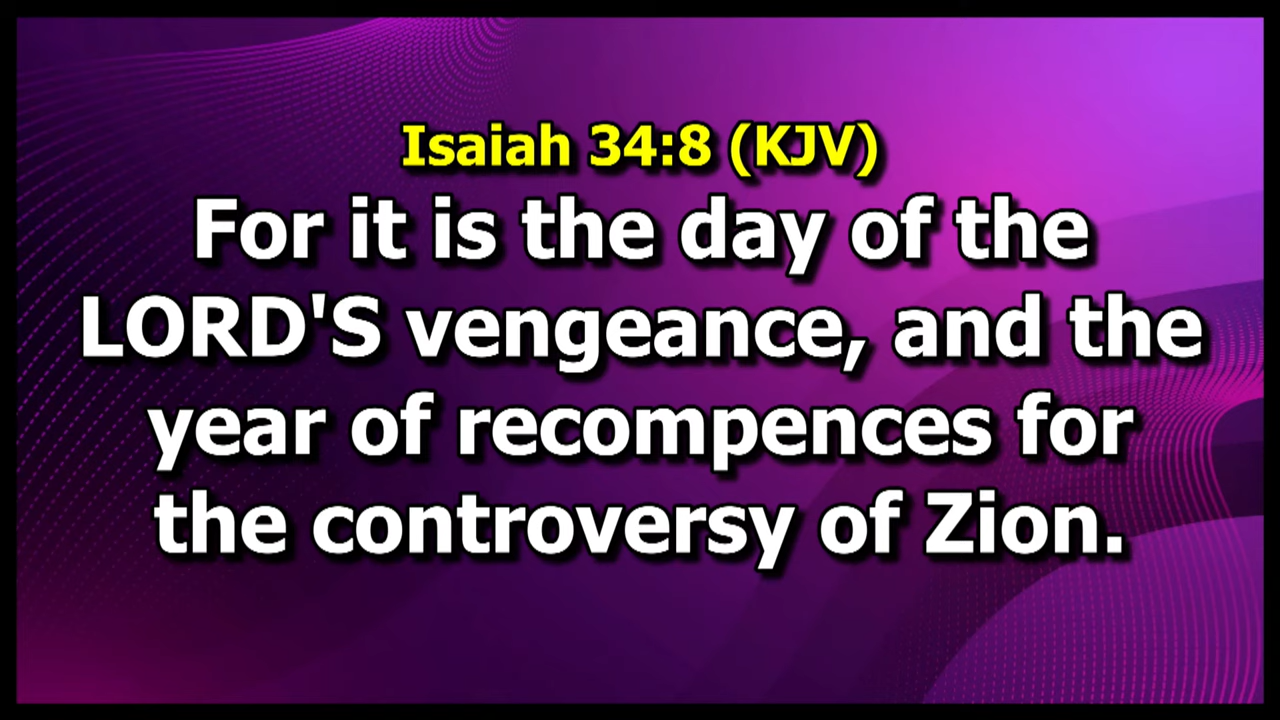 Isaiah 34:8 (KJV)
For it is the day of the
LORD'S vengeance, and the
year of recompences for
the controversy of Zion.